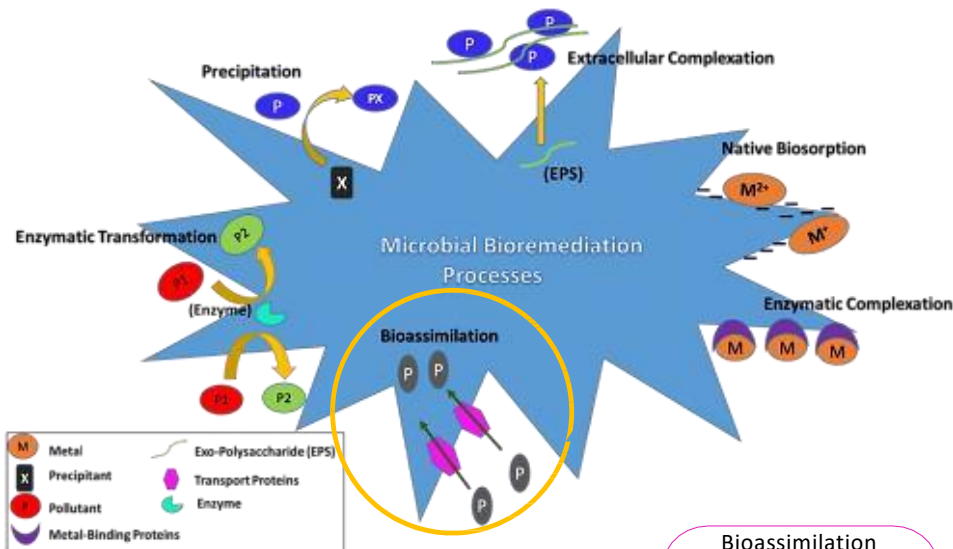 P
P
P
Extracellular Complexation
Precipitation
P
PX
X
(EPS)
Native Biosorption
M2+
M+
Enzymatic Transformation
P2
P1
(Enzyme)
Microbial Bioremediation
Processes
Enzymatic Complexation
M
M
M
Bioassimilation
P
P
P1
P2
P
P
M Metal
Exo-Polysaccharide (EPS)
X Precipitant
Transport Proteins
P Pollutant
Enzyme
Metal-Binding Proteins
Bioassimilation